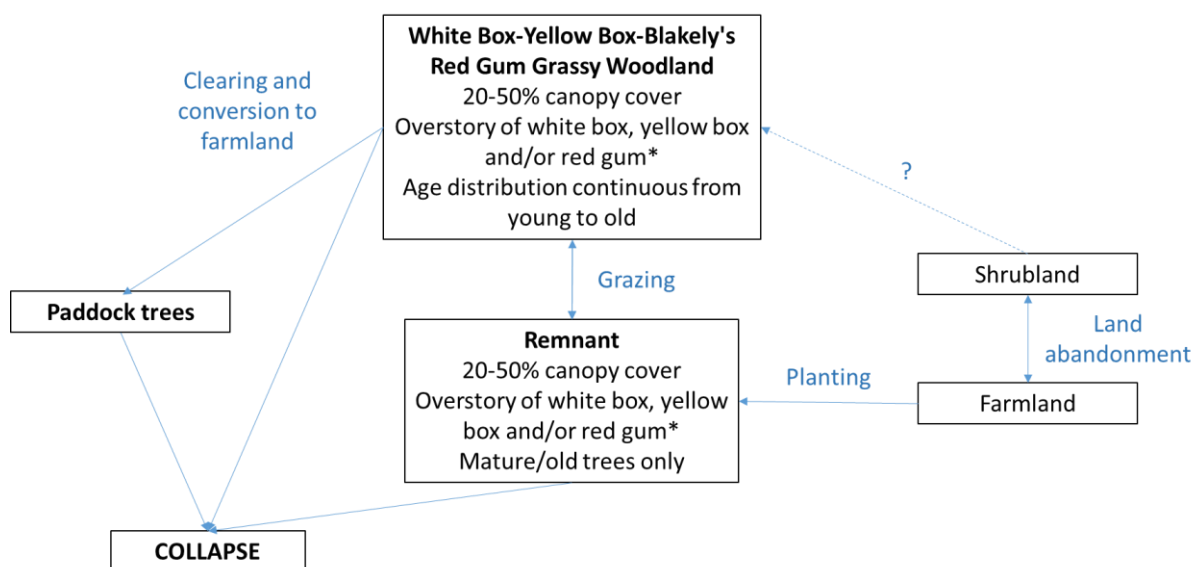 White Box-Yellow Box-Blakely's
Red Gum Grassy Woodland
20-50% canopy cover
Overstory of white box, yellow box
and/or red gum*
Age distribution continuous from
young to old
Clearing and
conversion to
farmland
?
Paddock trees
Grazing
Shrubland
Land
abandonment
Remnant
20-50% canopy cover
Overstory of white box, yellow
box and/or red gum*
Mature/old trees only
Planting
Farmland
COLLAPSE